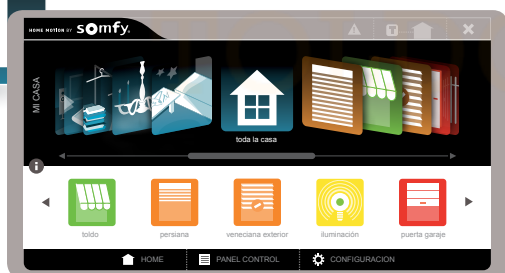 HOME MOTION BY somfy.
T
MI CASA
toda la casa
i
toldo persiana veneciana exterior iluminación puerta garaje
HOME PANEL CONTROL CONFIGURACION